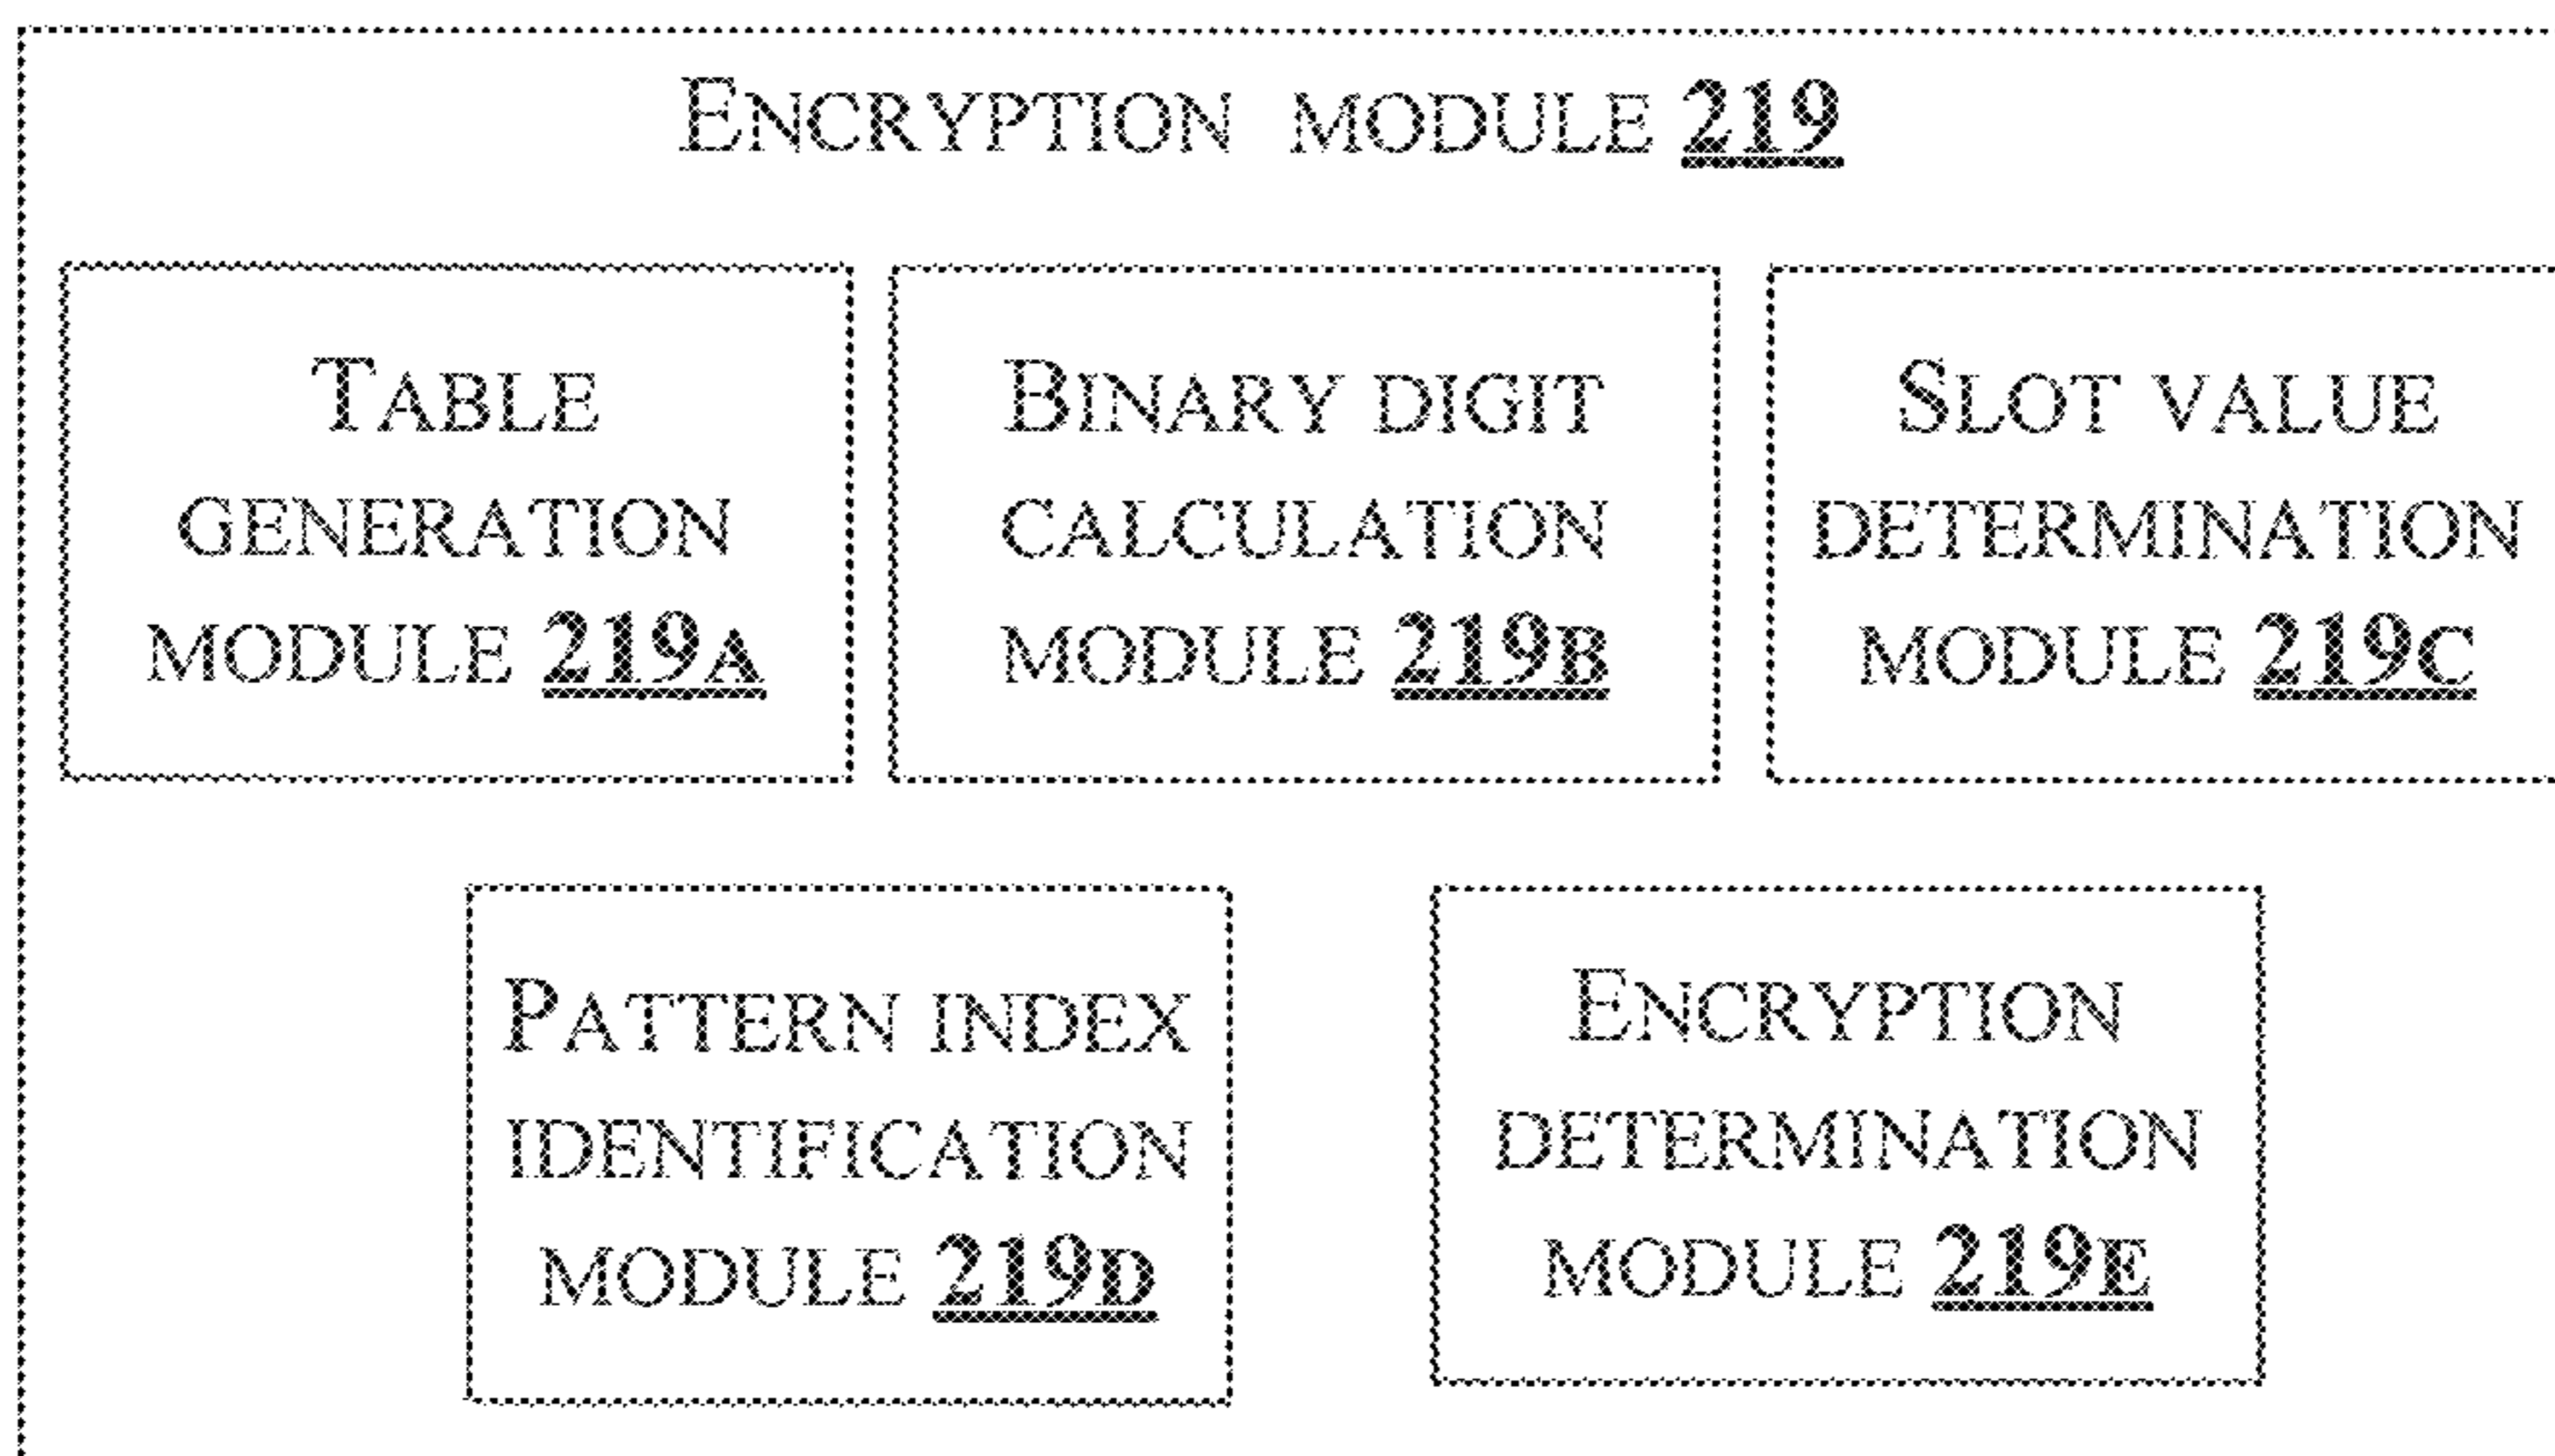 ENCRYPTION MODULE 219
TABLE
GENERATION
MODULE 219A
BINARY DIGIT
CALCULATION
MODULE 219B
SLOT VALUE
DETERMINATION
MODULE 219C
PATTERN INDEX
IDENTIFICATION
MODULE 219D
ENCRYPTION
DETERMINATION
MODULE 219E